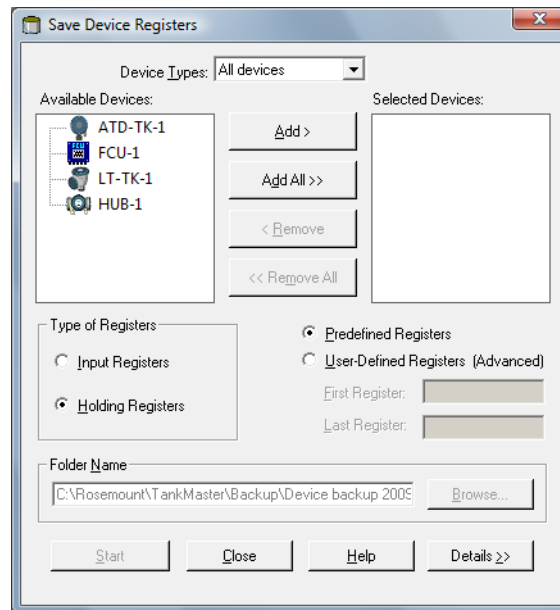 Save Device Registers
Device Types: All devices
Available Devices:
Selected Devices:
ATD-TK-1
FCU-1
LT-TK-1
HUB-1
Add >
Add All >>
< Remove
<< Remove All
Type of Registers
Input Registers
Holding Registers
Predefined Registers
User-Defined Registers (Advanced)
First Register:
Last Register:
Folder Name
C:\Rosemount\TankMaster\Backup\Device backup 2009
Browse...
Start
Close
Help
Details >>